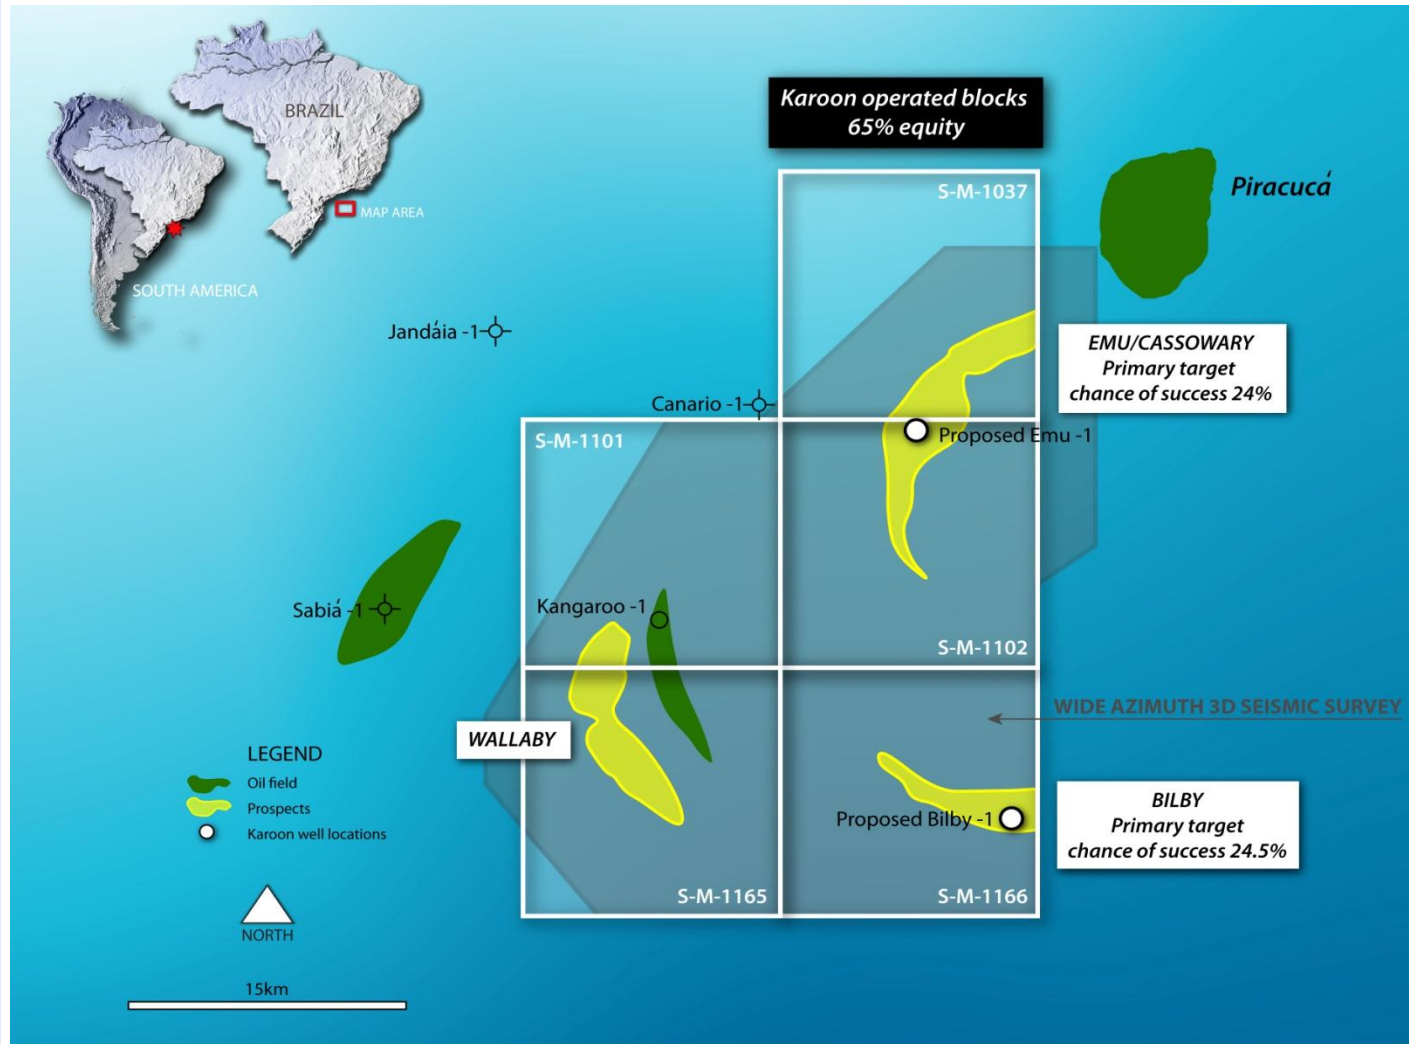 BRAZIL
MAP AREA
SOUTH AMERICA
Karoon operated blocks
65% equity
S-M-1037
Piracucá
Jandáia -1
EMU/CASSOWARY
Primary target
chance of success 24%
Canario -1
S-M-1101
Proposed Emu -1
Sabiá -1
Kangaroo -1
S-M-1102
WIDE AZIMUTH 3D SEISMIC SURVEY
WALLABY
LEGEND
Oil field
Prospects
Karoon well locations
BILBY
Primary target
chance of success 24.5%
Proposed Bilby -1
S-M-1165
S-M-1166
NORTH
15km